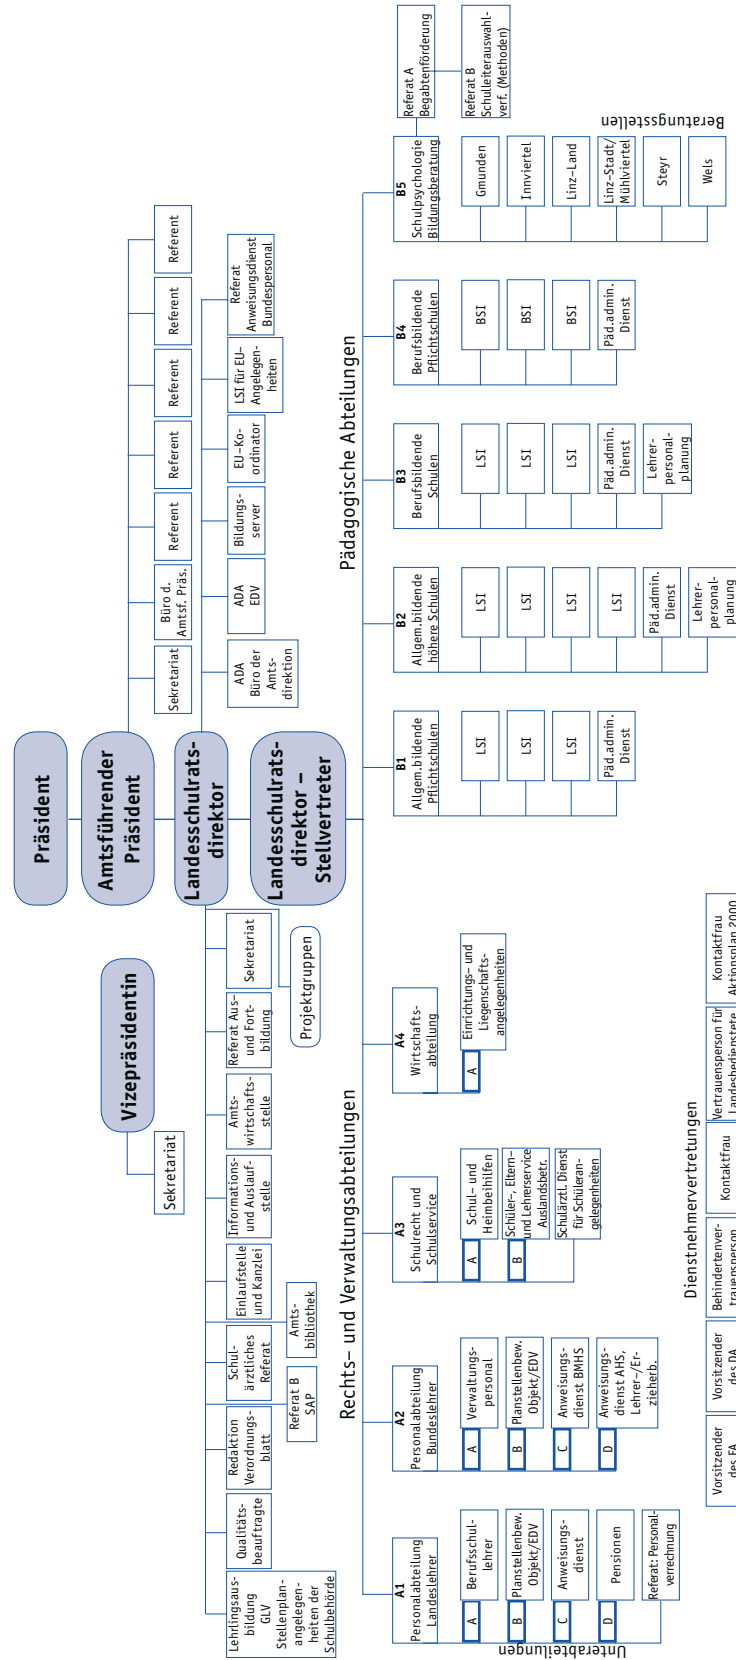 Präsident
Amtsführender
Präsident
Landesschulrats-
direktor
Landesschulrats-
direktor –
Stellvertreter
Vizepräsidentin
Sekretariat
Sekretariat
Büro d.
Amtsf. Präs.
Referent
Referent
Referent
Referent
Referent
ADA
Büro der
Amts-
direktion
ADA
EDV
Bildungs-
server
EU-Ko-
ordinator
LSI für EU-
Angelegen-
heiten
Referat
Anweisungsdienst
Bundespersonal
Lehrlingsaus-
bildung
GLV
Stellenplan-
angelegen-
heiten der
Schulbehörde
Qualitäts-
beauftragte
Redaktion
Verordnungs-
blatt
Referat B
SAP
Schul-
ärztliches
Referat
Amts-
bibliothek
Einlaufstelle
und Kanzlei
Informations-
und Auslauf-
stelle
Amts-
wirtschafts-
stelle
Referat Aus-
und Fort-
bildung
Sekretariat
Projektgruppen
Rechts- und Verwaltungsabteilungen
A1
Personalabteilung
Landeslehrer
A
Berufsschul-
lehrer
B
Planstellenbew.
Objekt/EDV
C
Anweisungs-
dienst
D
Pensionen
Referat: Personal-
verrechnung
Unterabteilungen
A2
Personalabteilung
Bundeslehrer
A
Verwaltungs-
personal
B
Planstellenbew.
Objekt/EDV
C
Anweisungs-
dienst BMHS
D
Anweisungs-
dienst AHS,
Lehrer-/Er-
zieherb.
A3
Schulrecht und
Schulservice
A
Schul- und
Heimbeihilfen
B
Schüler-, Eltern-
und Lehrerservice
Auslandsbetr.
Schulärztl. Dienst
für Schüleran-
gelegenheiten
A4
Wirtschafts-
abteilung
A
Einrichtungs- und
Liegenschafts-
angelegenheiten
Pädagogische Abteilungen
B1
Allgem.bildende
Pflichtschulen
LSI
LSI
LSI
Päd.admin.
Dienst
B2
Allgem.bildende
höhere Schulen
LSI
LSI
LSI
LSI
Päd.admin.
Dienst
Lehrer-
personal-
planung
B3
Berufsbildende
Schulen
LSI
LSI
LSI
Päd.admin.
Dienst
Lehrer-
personal-
planung
B4
Berufsbildende
Pflichtschulen
BSI
BSI
BSI
Päd.admin.
Dienst
B5
Schulpsychologie
Bildungsberatung
Gmunden
Innviertel
Linz-Land
Linz-Stadt/
Mühlviertel
Steyr
Wels
Beratungsstellen
Referat A
Begabtenförderung
Referat B
Schulleiterauswahl-
verf. (Methoden)
Dienstnehmervertretungen
Vorsitzender
des FA
Vorsitzender
des DA
Behindertenver-
trauensperson
Kontaktfrau
Vertrauensperson für
Landesbedienstete
Kontaktfrau
Aktionsplan 2000